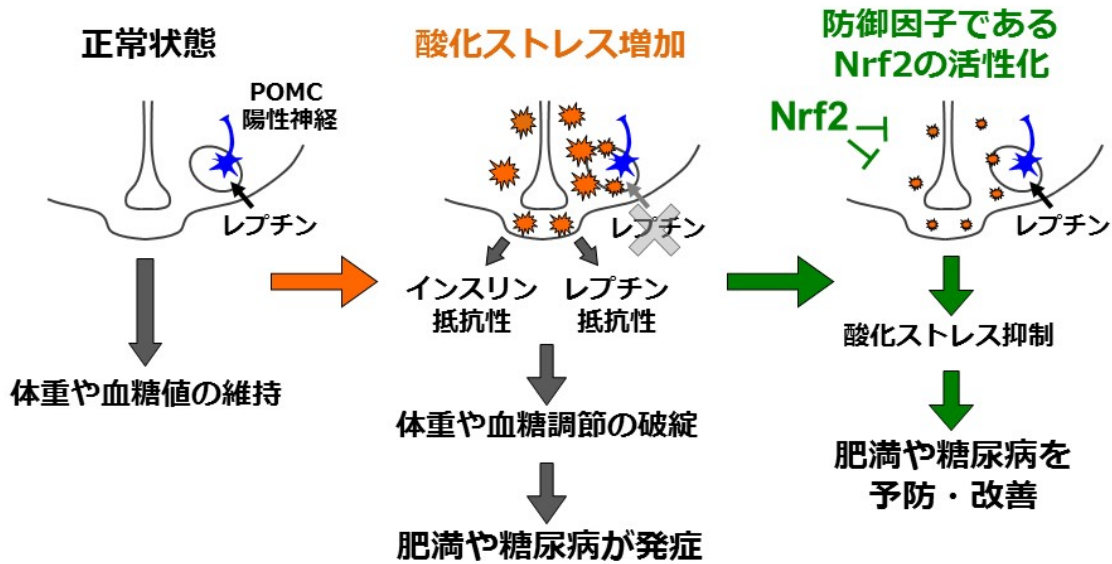 正常状態
POMC
陽性神経
レプチン
体重や血糖値の維持
酸化ストレス増加
レプチン
インスリン
抵抗性
レプチン
抵抗性
体重や血糖調節の破綻
肥満や糖尿病が発症
防御因子である
Nrf2の活性化
Nrf2
レプチン
酸化ストレス抑制
肥満や糖尿病を
予防・改善